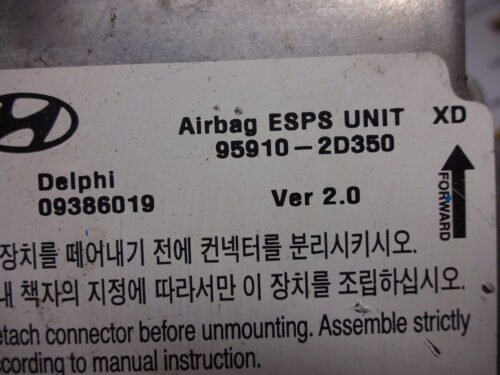 Airbag ESPS UNIT XD
95910-2D350
Delphi
09386019 Ver 2.0
FORWARD
장치를 떼어내기 전에 컨넥터를 분리시키시오.
책자의 지정에 따라서만 이 장치를 조립하십시오.
connector before unmounting. Assemble strictly
to manual instruction.